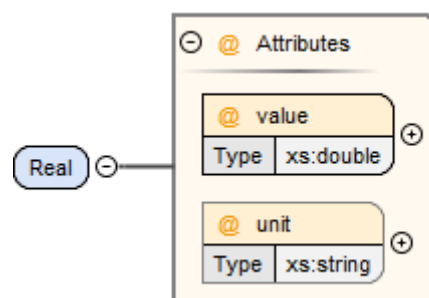 @ Attributes
@ value
Type xs:double
Real
@ unit
Type xs:string